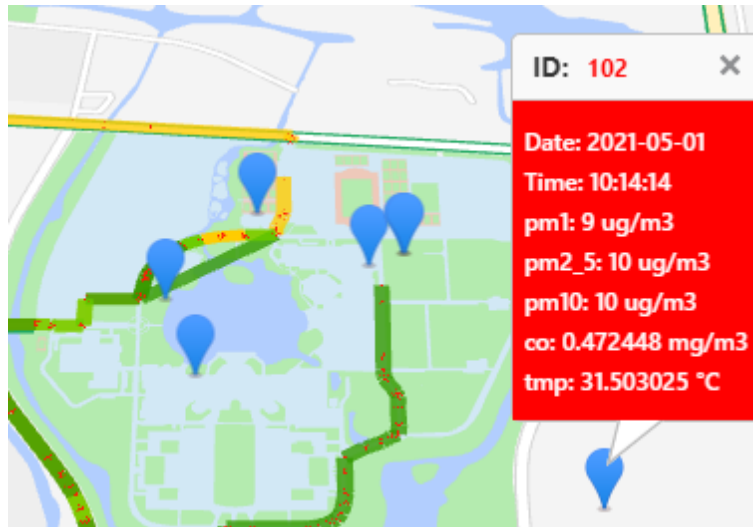 ID: 102 ×
Date: 2021-05-01
Time: 10:14:14
pm1: 9 ug/m3
pm2_5: 10 ug/m3
pm10: 10 ug/m3
co: 0.472448 mg/m3
tmp: 31.503025 °C